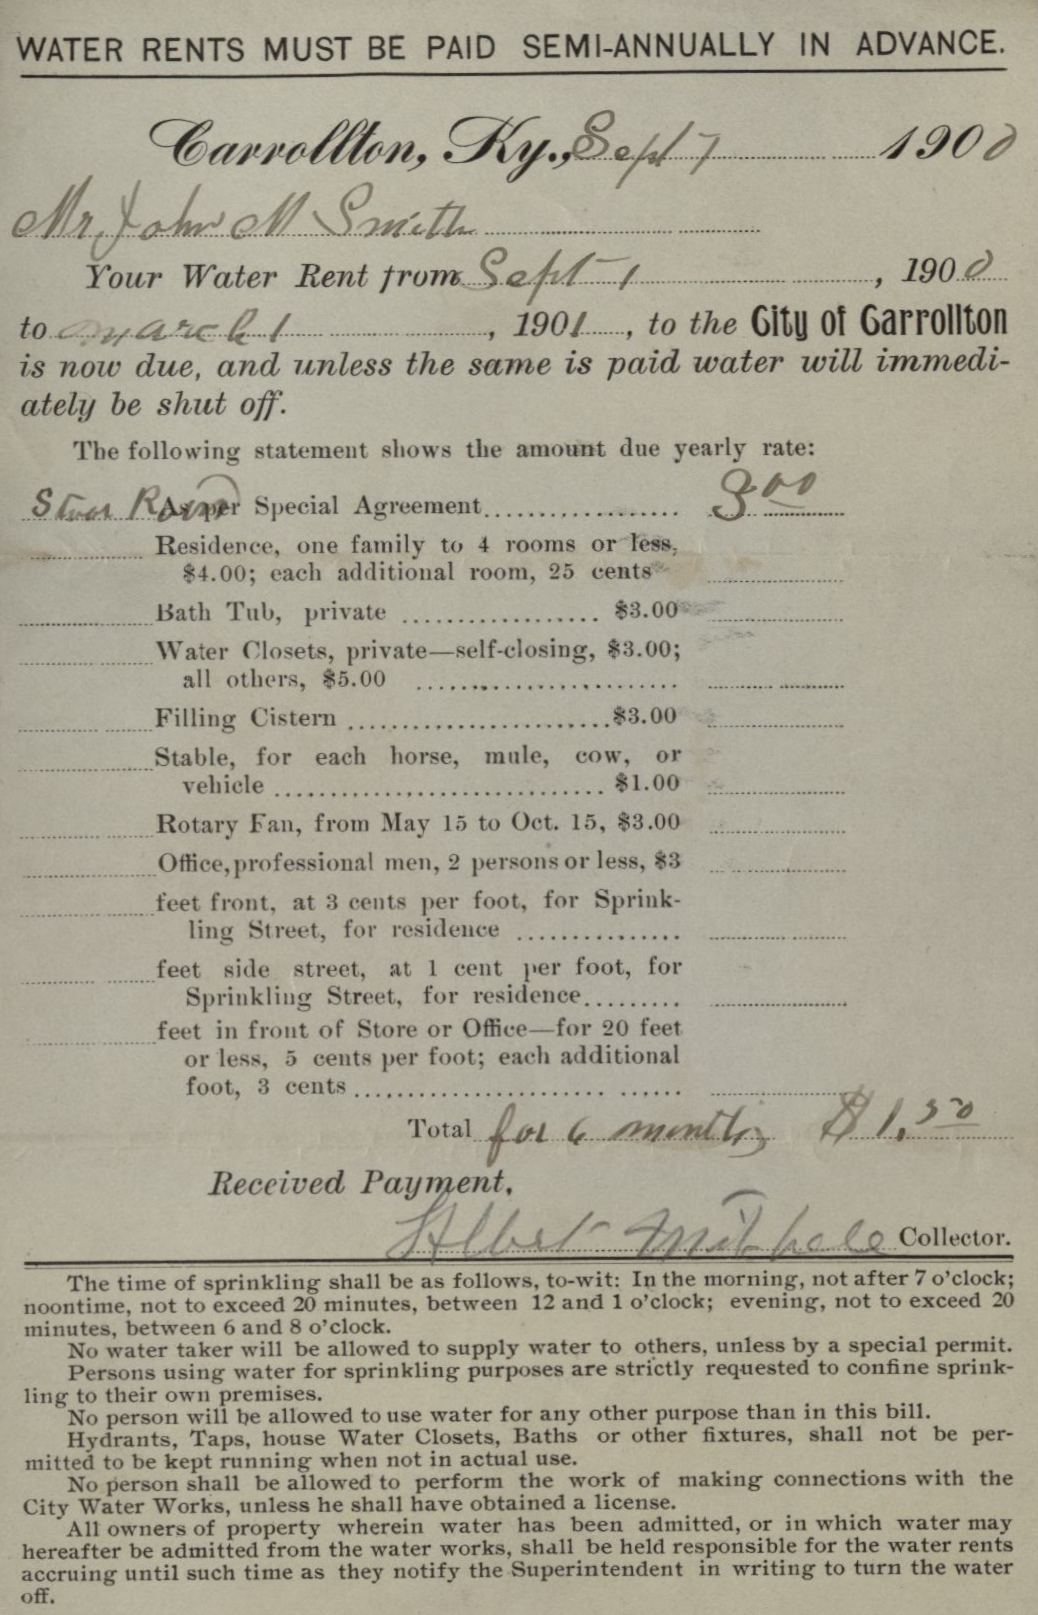 WATER RENTS MUST BE PAID SEMI-ANNUALLY IN ADVANCE.
Carrollton, Ky., Sept 7 1900
Mr John M Smith
Your Water Rent from Sept 1, 1900
to March 1, 1901, to the City of Carrollton
is now due, and unless the same is paid water will immedi-
ately be shut off.
The following statement shows the amount due yearly rate:
Stoor Room As per Special Agreement 3 00
Residence, one family to 4 rooms or less,
$4.00; each additional room, 25 cents
Bath Tub, private $3.00
Water Closets, private—self-closing, $3.00;
all others, $5.00
Filling Cistern $3.00
Stable, for each horse, mule, cow, or
vehicle $1.00
Rotary Fan, from May 15 to Oct. 15, $3.00
Office, professional men, 2 persons or less, $3
feet front, at 3 cents per foot, for Sprink-
ling Street, for residence
feet side street, at 1 cent per foot, for
Sprinkling Street, for residence
feet in front of Store or Office—for 20 feet
or less, 5 cents per foot; each additional
foot, 3 cents
Total for 6 months $1.50
Received Payment,
Albert Mitchele Collector.
The time of sprinkling shall be as follows, to-wit: In the morning, not after 7 o'clock;
noontime, not to exceed 20 minutes, between 12 and 1 o'clock; evening, not to exceed 20
minutes, between 6 and 8 o'clock.
No water taker will be allowed to supply water to others, unless by a special permit.
Persons using water for sprinkling purposes are strictly requested to confine sprink-
ling to their own premises.
No person will be allowed to use water for any other purpose than in this bill.
Hydrants, Taps, house Water Closets, Baths or other fixtures, shall not be per-
mitted to be kept running when not in actual use.
No person shall be allowed to perform the work of making connections with the
City Water Works, unless he shall have obtained a license.
All owners of property wherein water has been admitted, or in which water may
hereafter be admitted from the water works, shall be held responsible for the water rents
accruing until such time as they notify the Superintendent in writing to turn the water
off.